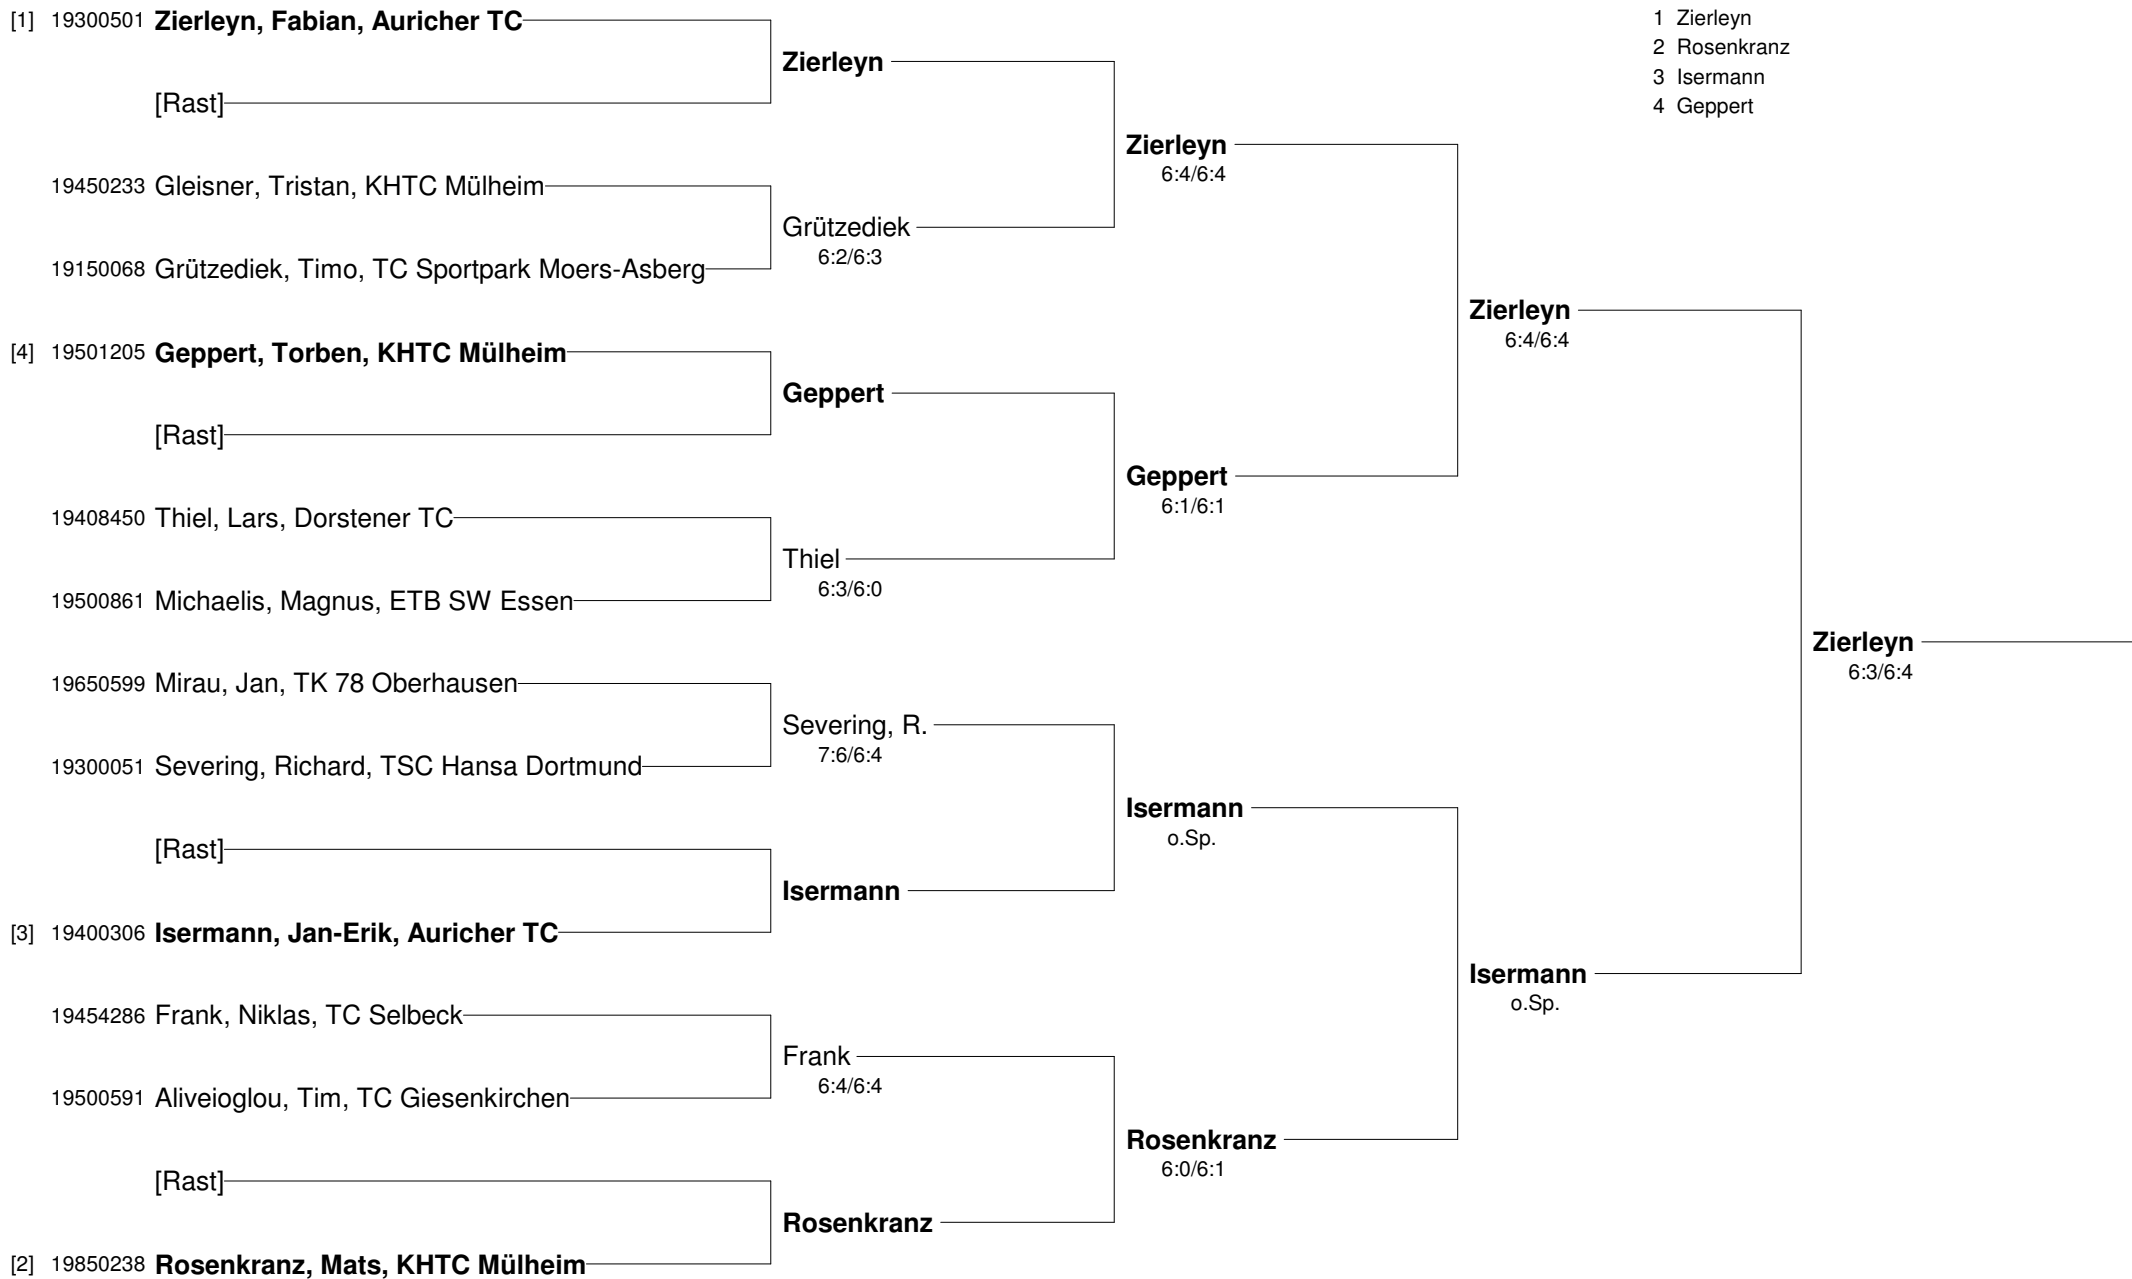 [1] 19300501 Zierleyn, Fabian, Auricher TC
[Rast]
19450233 Gleisner, Tristan, KHTC Mülheim
19150068 Grützediek, Timo, TC Sportpark Moers-Asberg
[4] 19501205 Geppert, Torben, KHTC Mülheim
[Rast]
19408450 Thiel, Lars, Dorstener TC
19500861 Michaelis, Magnus, ETB SW Essen
19650599 Mirau, Jan, TK 78 Oberhausen
19300051 Severing, Richard, TSC Hansa Dortmund
[Rast]
[3] 19400306 Isermann, Jan-Erik, Auricher TC
19454286 Frank, Niklas, TC Selbeck
19500591 Aliveioglou, Tim, TC Giesenkirchen
[Rast]
[2] 19850238 Rosenkranz, Mats, KHTC Mülheim
Zierleyn
Grützediek
6:2/6:3
Geppert
Thiel
6:3/6:0
Severing, R.
7:6/6:4
Isermann
Frank
6:4/6:4
Rosenkranz
Zierleyn
6:4/6:4
Geppert
6:1/6:1
Isermann
o.Sp.
Rosenkranz
6:0/6:1
Zierleyn
6:4/6:4
Isermann
o.Sp.
Zierleyn
6:3/6:4
1 Zierleyn
2 Rosenkranz
3 Isermann
4 Geppert